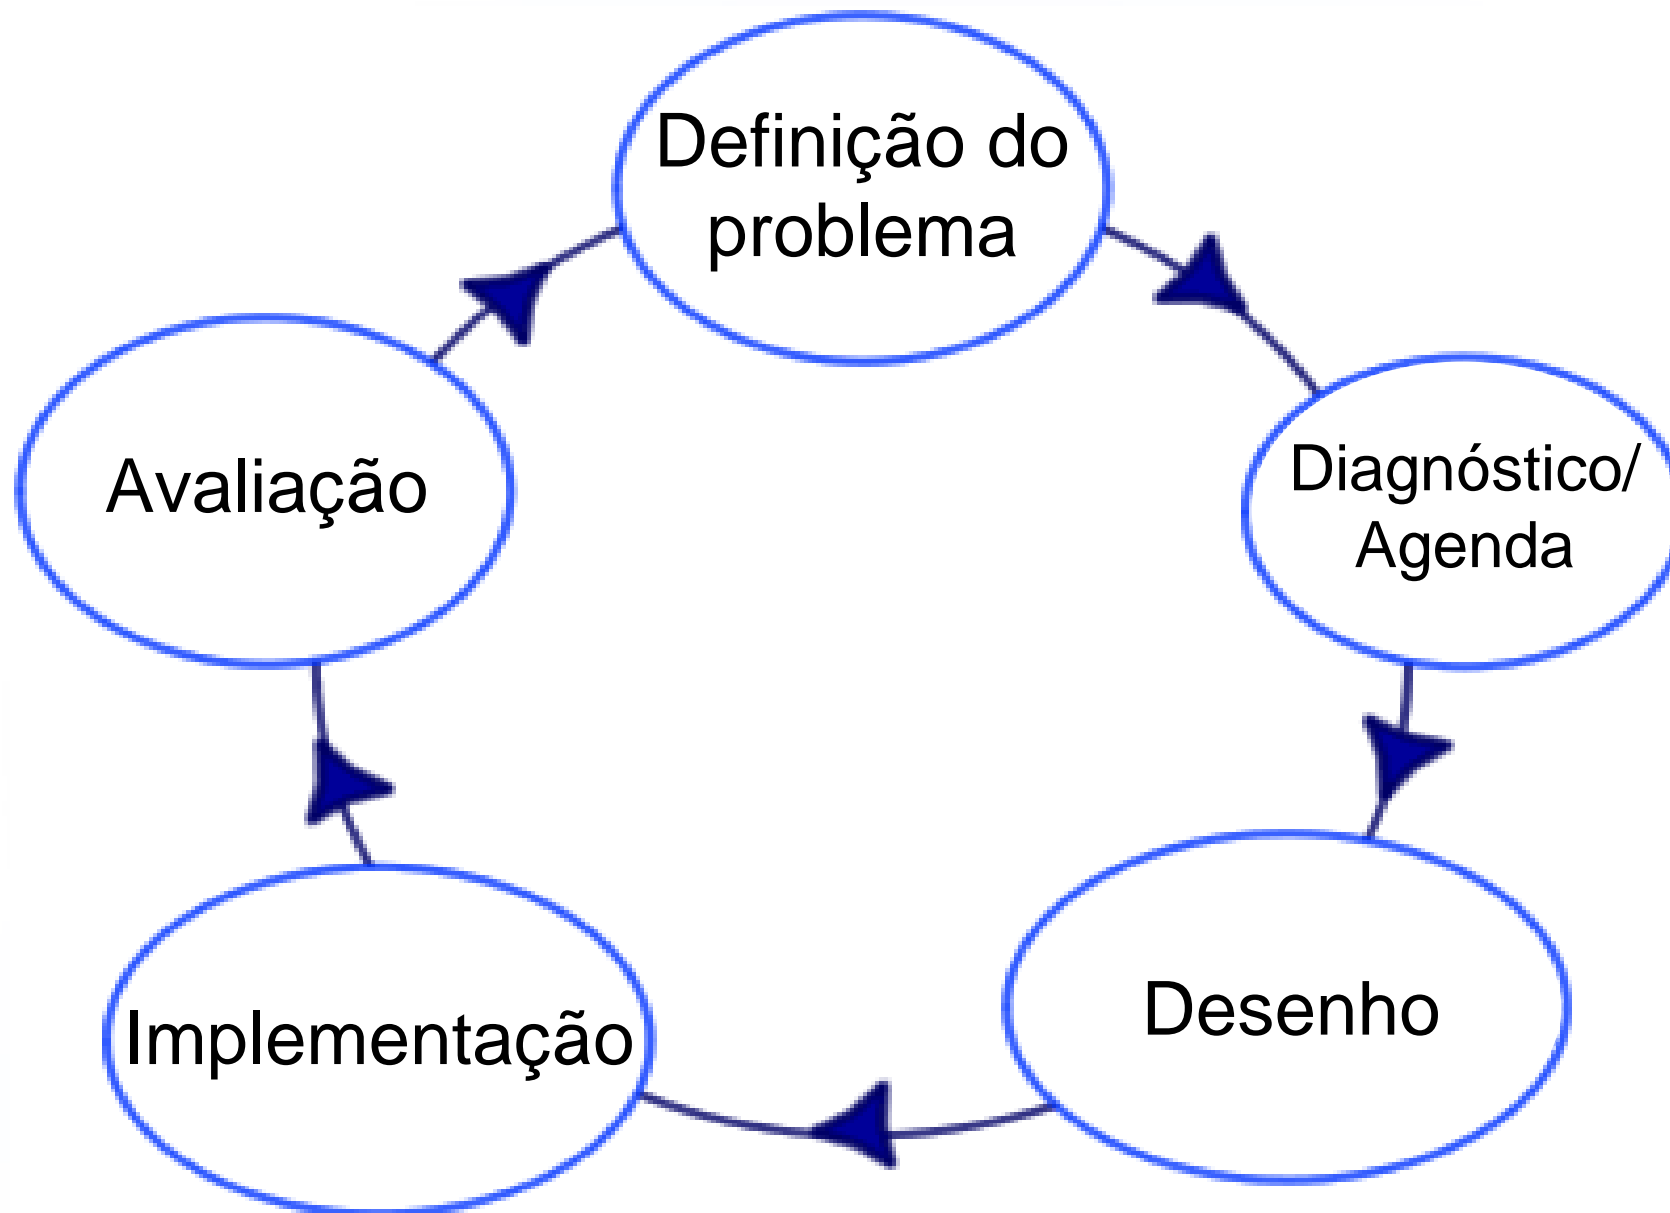 Definição do
problema
Diagnóstico/
Agenda
Desenho
Implementação
Avaliação